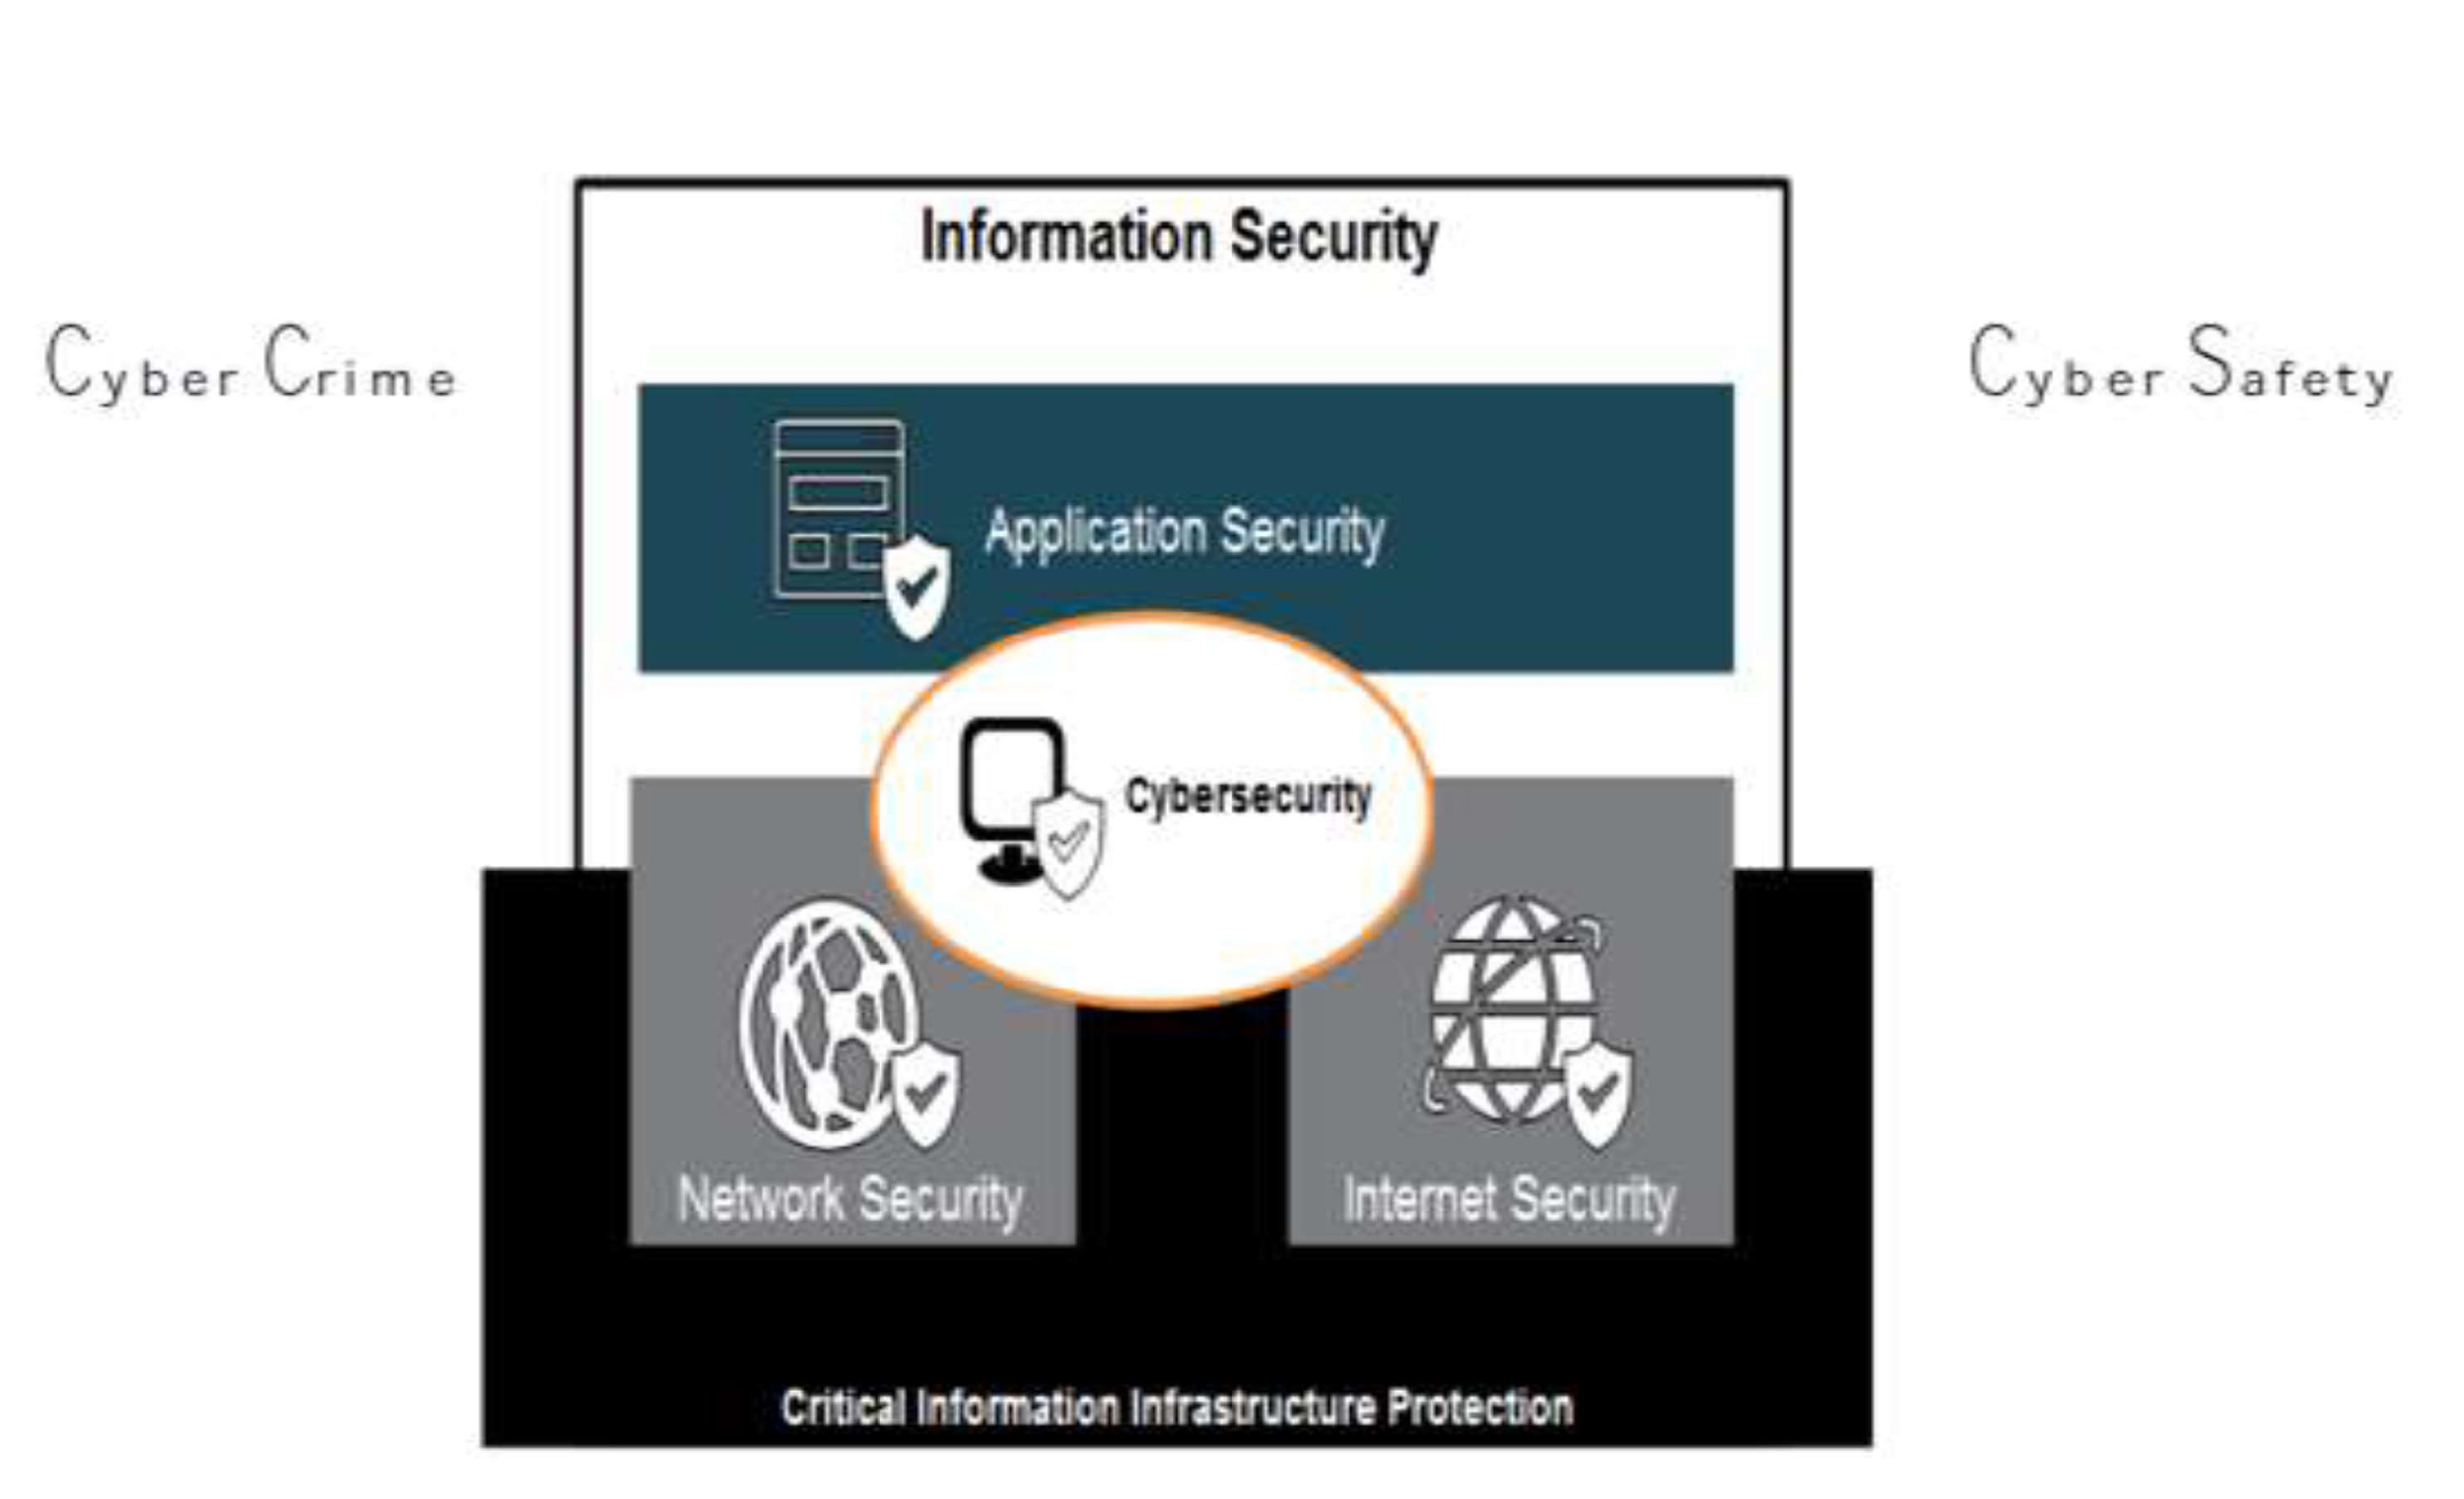 Information Security
Cyber Crime
Cyber Safety
Application Security
Cybersecurity
Network Security
Internet Security
Critical Information Infrastructure Protection